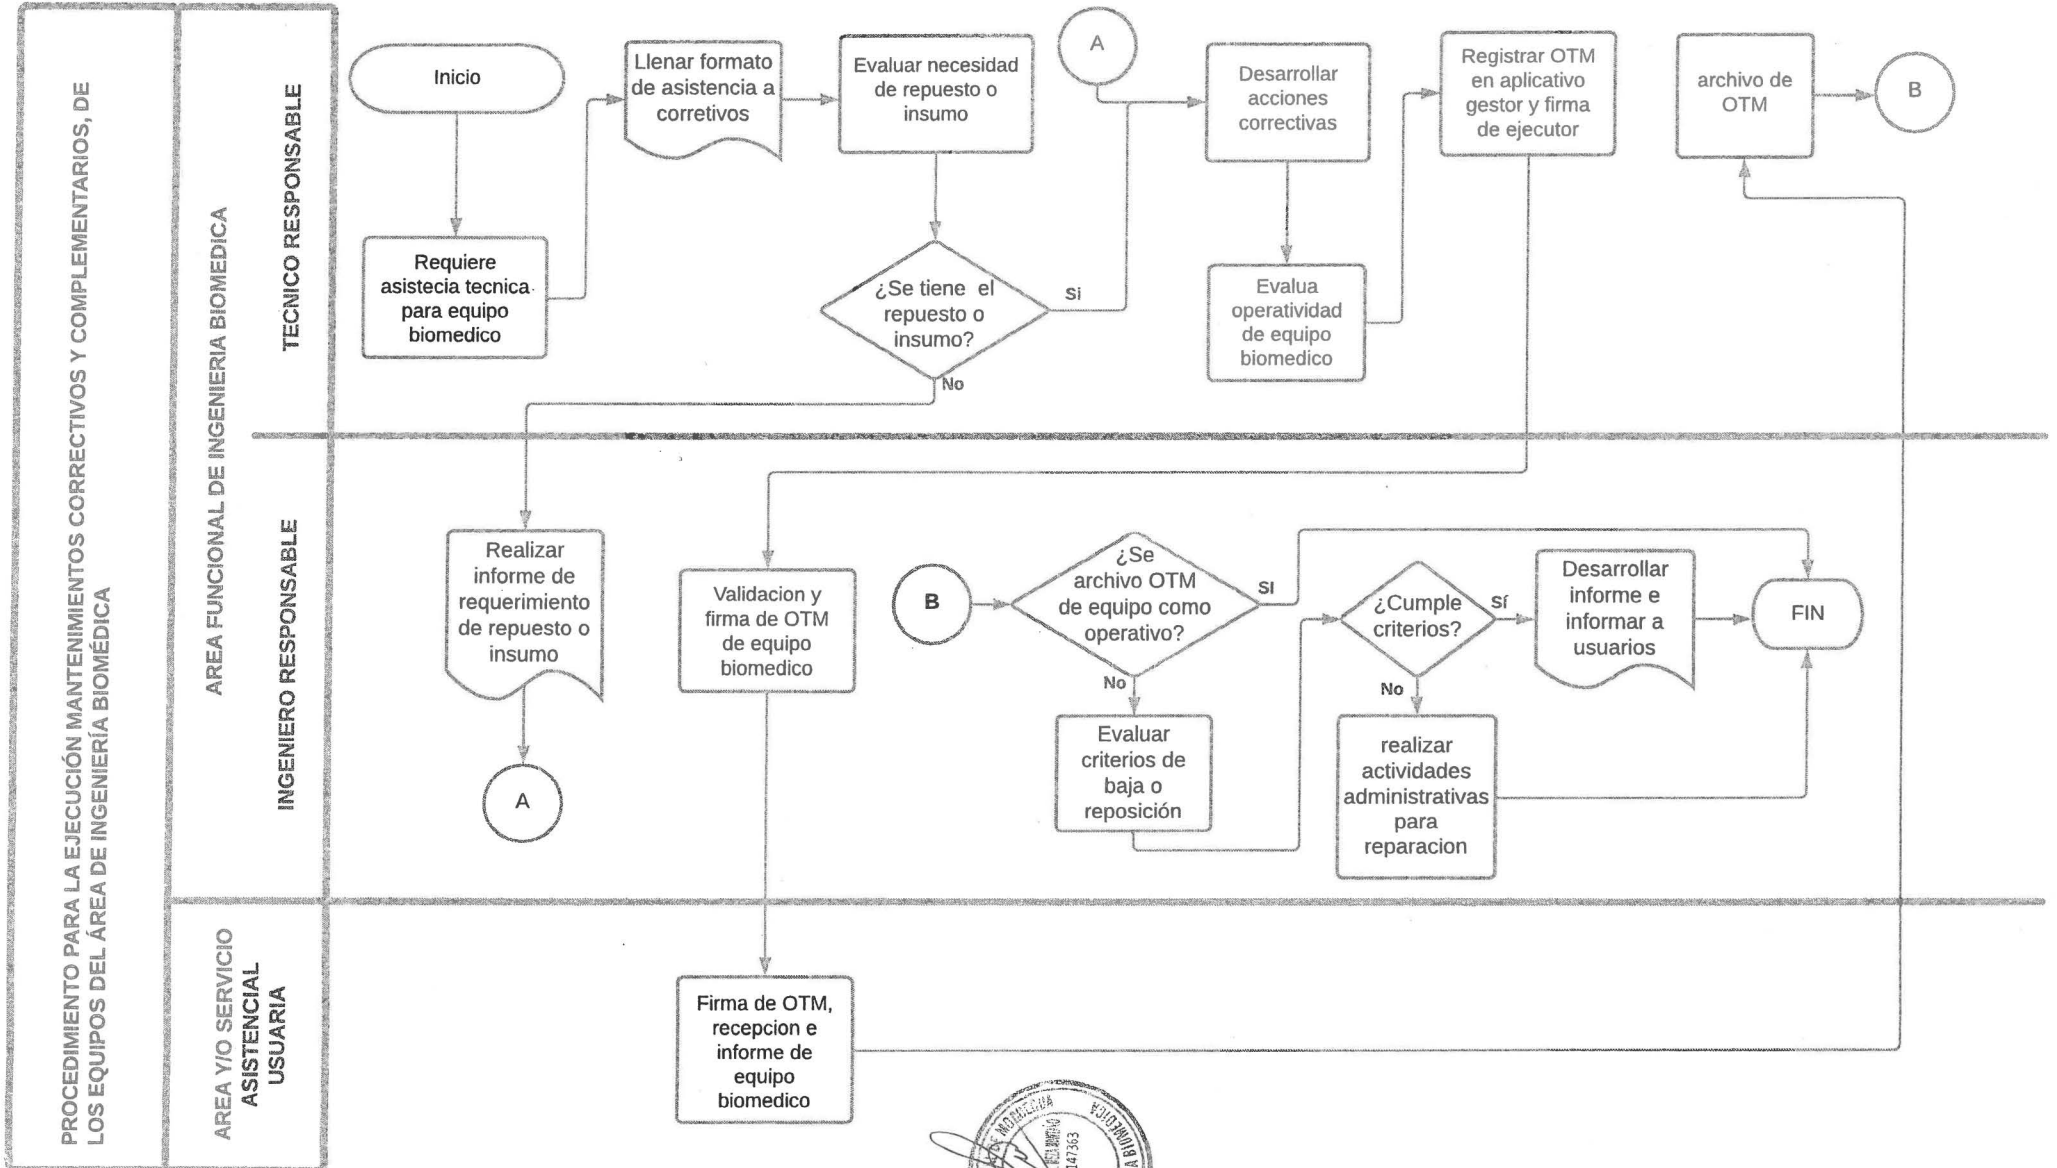 PROCEDIMIENTO PARA LA EJECUCIÓN MANTENIMIENTOS CORRECTIVOS Y COMPLEMENTARIOS, DE
LOS EQUIPOS DEL ÁREA DE INGENIERÍA BIOMÉDICA
AREA FUNCIONAL DE INGENIERIA BIOMEDICA
TECNICO RESPONSABLE
Inicio
Requiere
asistecia tecnica
para equipo
biomedico
Llenar formato
de asistencia a
corretivos
Evaluar necesidad
de repuesto o
insumo
¿Se tiene el
repuesto o
insumo?
Si
No
A
Desarrollar
acciones
correctivas
Evalua
operatividad
de equipo
biomedico
Registrar OTM
en aplicativo
gestor y firma
de ejecutor
archivo de
OTM
B
INGENIERO RESPONSABLE
Realizar
informe de
requerimiento
de repuesto o
insumo
A
Validacion y
firma de OTM
de equipo
biomedico
B
¿Se
archivo OTM
de equipo como
operativo?
SI
No
Evaluar
criterios de
baja o
reposición
¿Cumple
criterios?
Sí
No
realizar
actividades
administrativas
para
reparacion
Desarrollar
informe e
informar a
usuarios
FIN
AREA Y/O SERVICIO
ASISTENCIAL
USUARIA
Firma de OTM,
recepcion e
informe de
equipo
biomedico
DE MOQUEGUA
147363
A BIOMEDICA